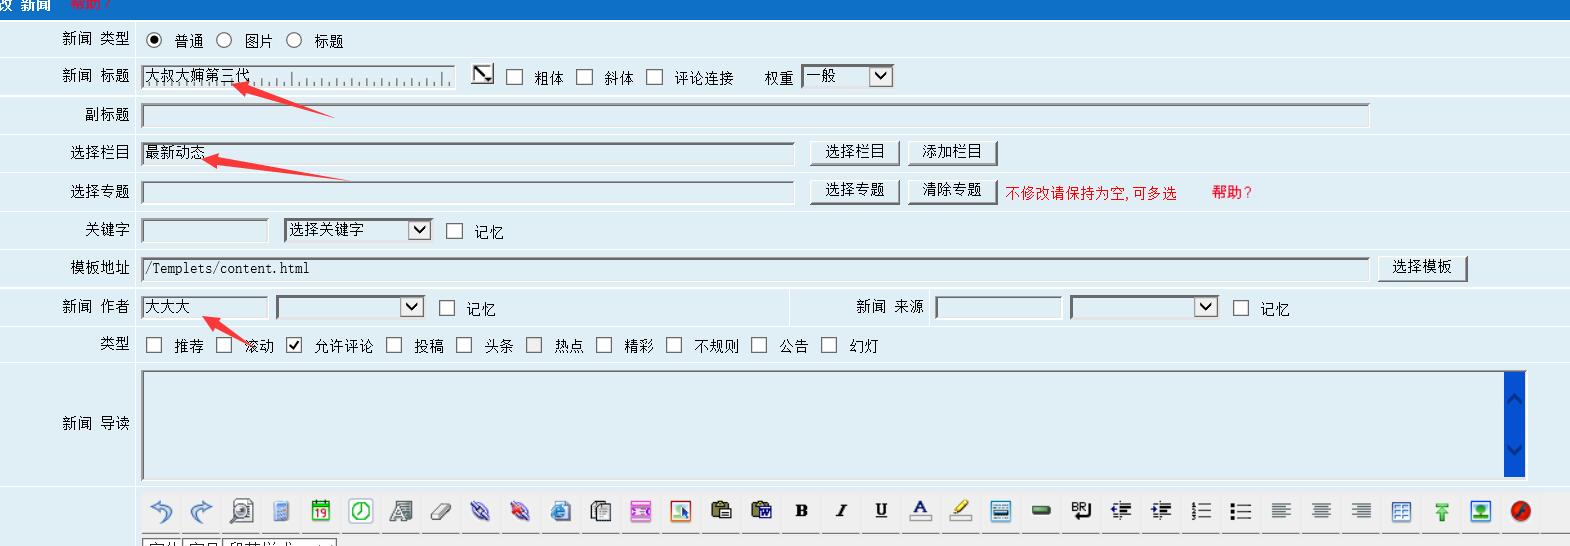 改 新闻 帮助？
新闻 类型 普通 图片 标题
新闻 标题 大叔大婶第三代 粗体 斜体 评论连接 权重 一般
副标题
选择栏目 最新动态 选择栏目 添加栏目
选择专题 选择专题 清除专题 不修改请保持为空,可多选 帮助?
关键字 选择关键字 记忆
模板地址 /Templets/content.html 选择模板
新闻 作者 大大大 记忆 新闻 来源 记忆
类型 推荐 滚动 允许评论 投稿 头条 热点 精彩 不规则 公告 幻灯
新闻 导读
19 W B I U A BR